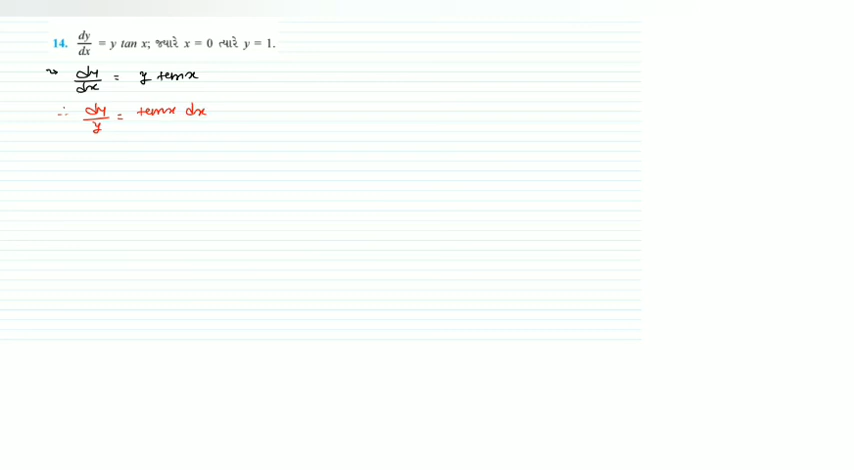 14. dy/dx = y tan x; જ્યારે x = 0 ત્યારે y = 1.
⇝ dy/dx = y tanx
∴ dy/y = tanx dx